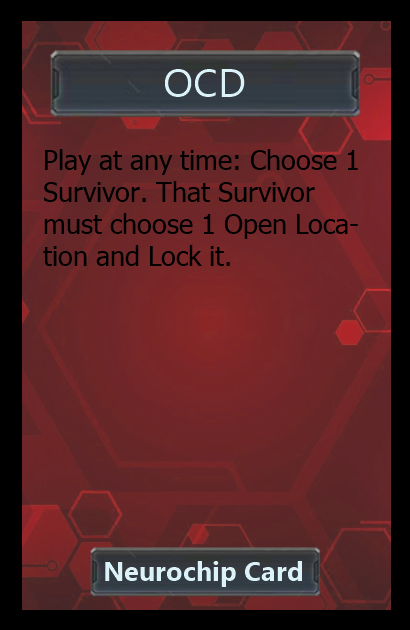 OCD
Play at any time: Choose 1
Survivor. That Survivor
must choose 1 Open Loca-
tion and Lock it.
Neurochip Card